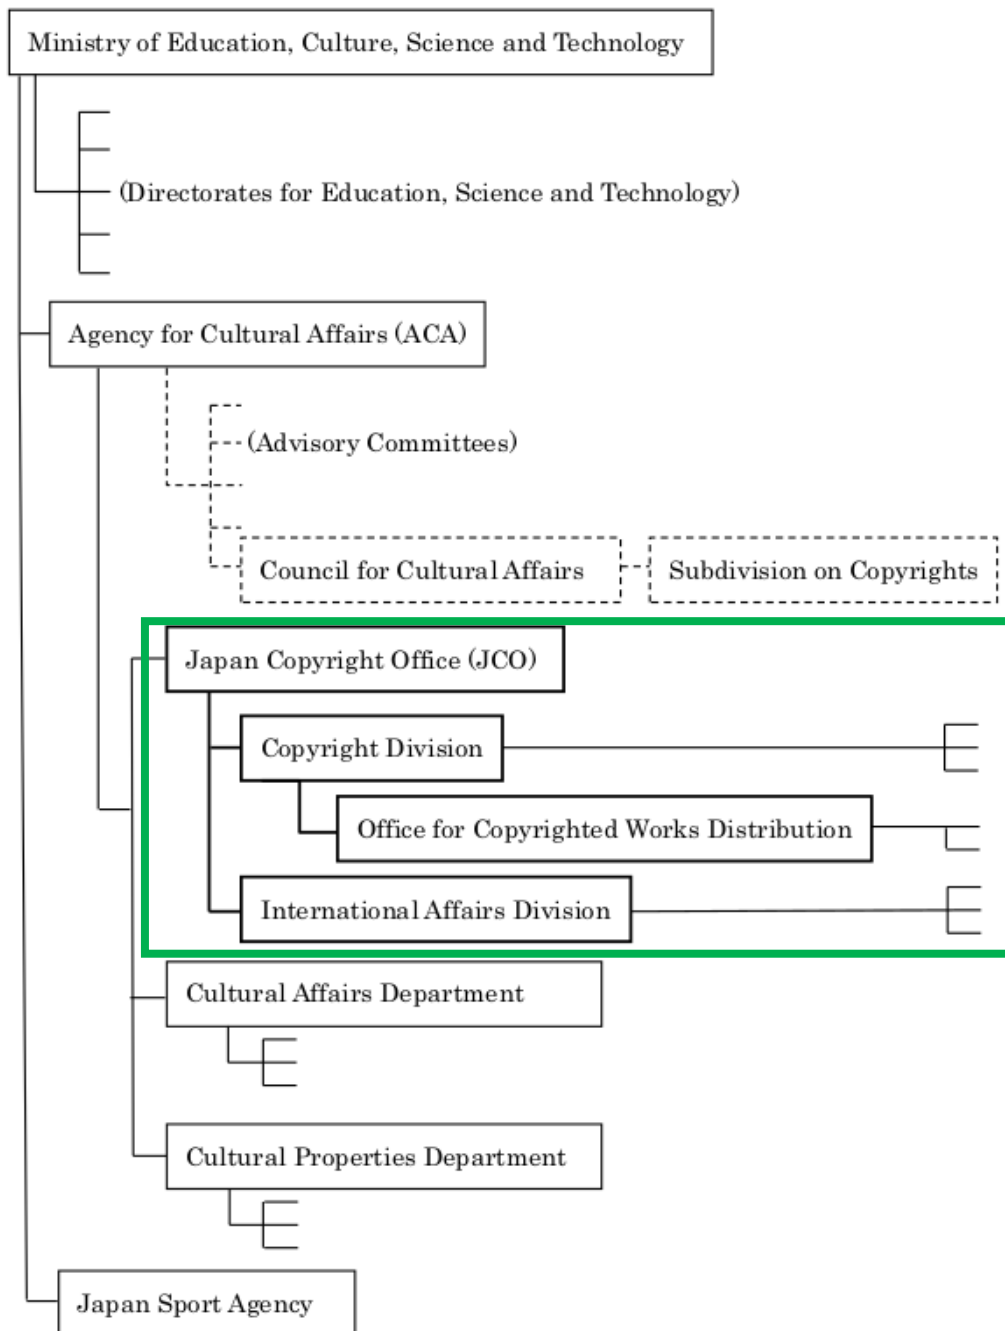 Ministry of Education, Culture, Science and Technology
(Directorates for Education, Science and Technology)
Agency for Cultural Affairs (ACA)
(Advisory Committees)
Council for Cultural Affairs
Subdivision on Copyrights
Japan Copyright Office (JCO)
Copyright Division
Office for Copyrighted Works Distribution
International Affairs Division
Cultural Affairs Department
Cultural Properties Department
Japan Sport Agency